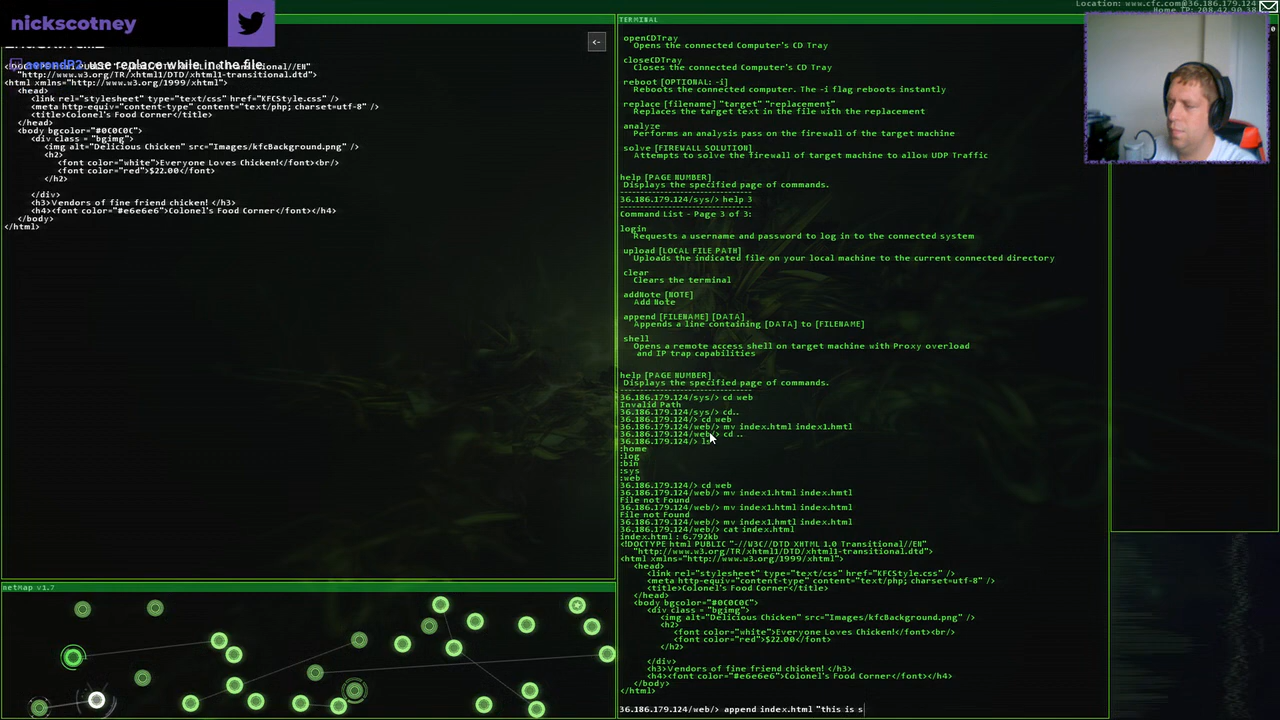 nickscotney
Location: www.cfc.com@36.186.179.124
Home IP: 208.42.90.38
aerondR2: use replace while in the file
<-
"http://www.w3.org/TR/xhtml1/DTD/xhtml1-transitional.dtd">
<html xmlns="http://www.w3.org/1999/xhtml">
<head>
<link rel="stylesheet" type="text/css" href="KFCStyle.css" />
<meta http-equiv="content-type" content="text/php; charset=utf-8" />
<title>Colonel's Food Corner</title>
</head>
<body bgcolor="#0C0C0C">
<div class = "bgimg">
<img alt="Delicious Chicken" src="Images/kfcBackground.png" />
<h2>
<font color="white">Everyone Loves Chicken!</font><br/>
<font color="red">$22.00</font>
</h2>
</div>
<h3>Vendors of fine friend chicken! </h3>
<h4><font color="#e6e6e6">Colonel's Food Corner</font></h4>
</body>
</html>
netMap v1.7
TERMINAL
openCDTray
Opens the connected Computer's CD Tray
closeCDTray
Closes the connected Computer's CD Tray
reboot [OPTIONAL: -i]
Reboots the connected computer. The -i flag reboots instantly
replace [filename] "target" "replacement"
Replaces the target text in the file with the replacement
analyze
Performs an analysis pass on the firewall of the target machine
solve [FIREWALL SOLUTION]
Attempts to solve the firewall of target machine to allow UDP Traffic
help [PAGE NUMBER]
Displays the specified page of commands.
---------------------------------
36.186.179.124/sys/> help 3
---------------------------------
Command List - Page 3 of 3:
login
Requests a username and password to log in to the connected system
upload [LOCAL FILE PATH]
Uploads the indicated file on your local machine to the current connected directory
clear
Clears the terminal
addNote [NOTE]
Add Note
append [FILENAME] [DATA]
Appends a line containing [DATA] to [FILENAME]
shell
Opens a remote access shell on target machine with Proxy overload
and IP trap capabilities
help [PAGE NUMBER]
Displays the specified page of commands.
---------------------------------
36.186.179.124/sys/> cd web
Invalid Path
36.186.179.124/sys/> cd..
36.186.179.124/> cd web
36.186.179.124/web/> mv index.html index1.hmtl
36.186.179.124/web/> cd ..
36.186.179.124/> ls
:home
:log
:bin
:sys
:web
36.186.179.124/> cd web
36.186.179.124/web/> mv index1.html index.hmtl
File not Found
36.186.179.124/web/> mv index1.html index.html
File not Found
36.186.179.124/web/> mv index1.hmtl index.html
36.186.179.124/web/> cat index.html
index.html : 6.792kb
<!DOCTYPE html PUBLIC "-//W3C//DTD XHTML 1.0 Transitional//EN"
"http://www.w3.org/TR/xhtml1/DTD/xhtml1-transitional.dtd">
<html xmlns="http://www.w3.org/1999/xhtml">
<head>
<link rel="stylesheet" type="text/css" href="KFCStyle.css" />
<meta http-equiv="content-type" content="text/php; charset=utf-8" />
<title>Colonel's Food Corner</title>
</head>
<body bgcolor="#0C0C0C">
<div class = "bgimg">
<img alt="Delicious Chicken" src="Images/kfcBackground.png" />
<h2>
<font color="white">Everyone Loves Chicken!</font><br/>
<font color="red">$22.00</font>
</h2>
</div>
<h3>Vendors of fine friend chicken! </h3>
<h4><font color="#e6e6e6">Colonel's Food Corner</font></h4>
</body>
</html>
36.186.179.124/web/> append index.html "this is s